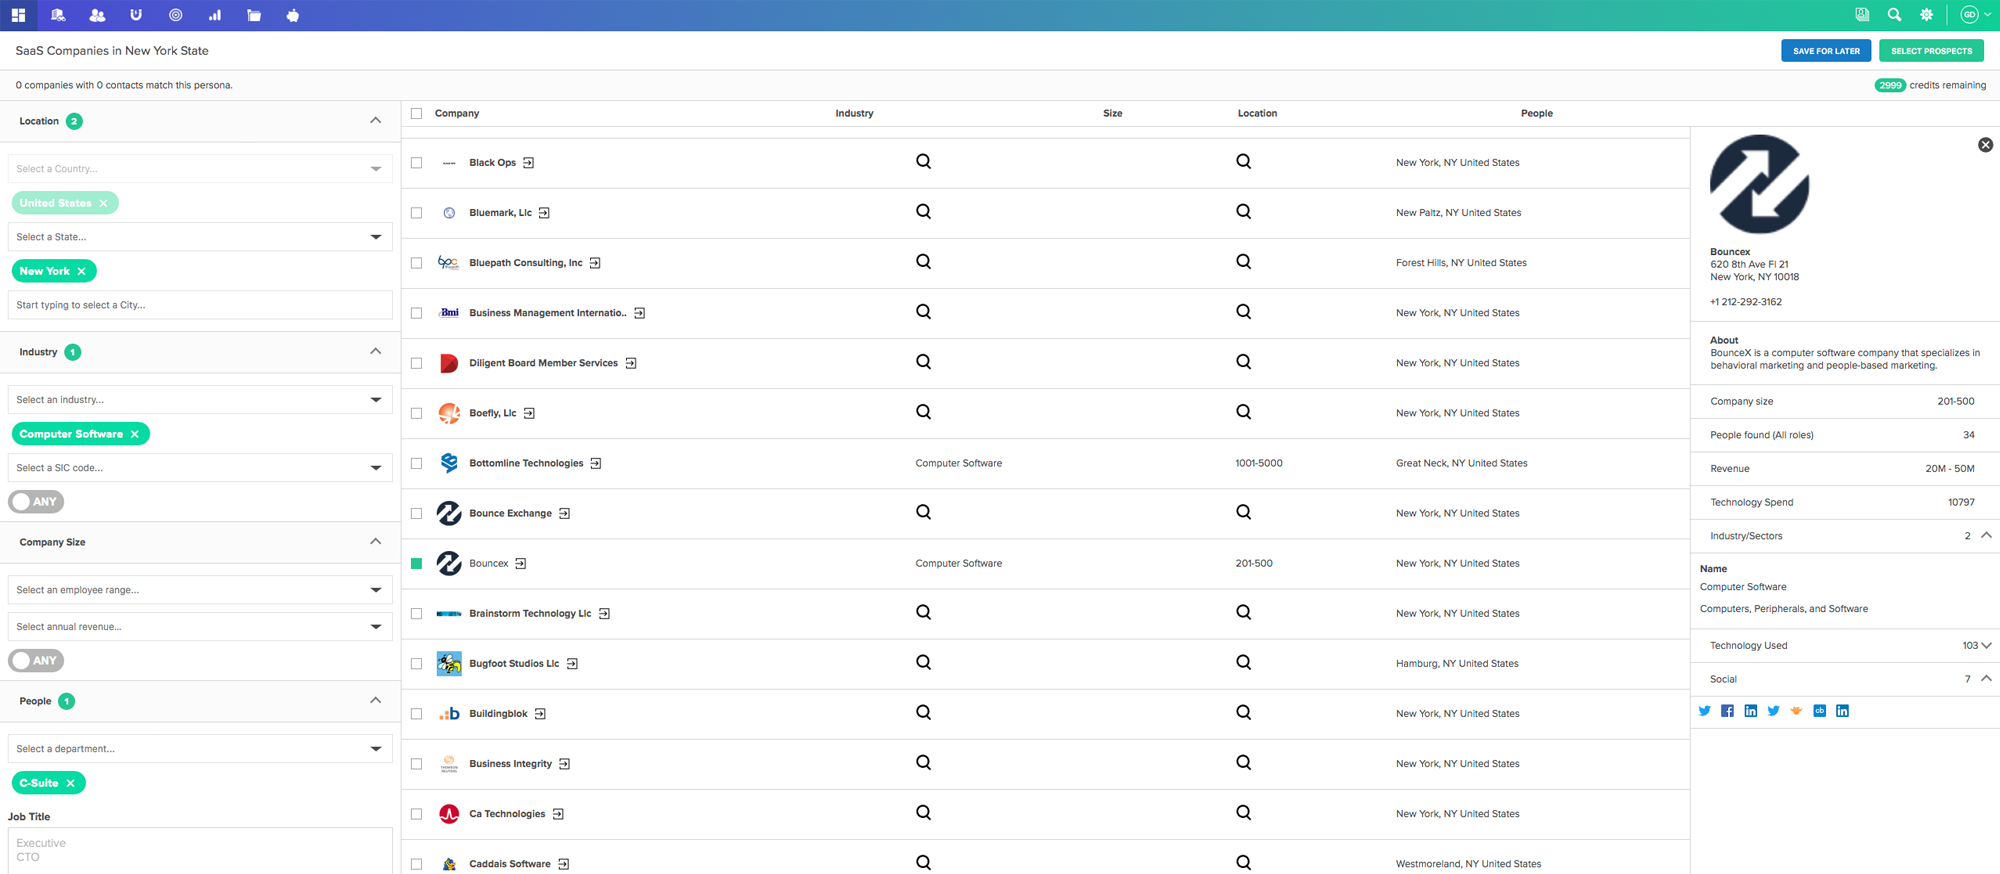 GD
SaaS Companies in New York State
SAVE FOR LATER
SELECT PROSPECTS
0 companies with 0 contacts match this persona.
2999 credits remaining
Location 2
Select a Country...
United States
Select a State...
New York
Start typing to select a City...
Industry 1
Select an industry...
Computer Software
Select a SIC code...
ANY
Company Size
Select an employee range...
Select annual revenue...
ANY
People 1
Select a department...
C-Suite
Job Title
Executive
CTO
Company Industry Size Location People
Black Ops New York, NY United States
Bluemark, Llc New Paltz, NY United States
bpc Bluepath Consulting, Inc Forest Hills, NY United States
Bmi Business Management Internatio.. New York, NY United States
Diligent Board Member Services New York, NY United States
Boefly, Llc New York, NY United States
Bottomline Technologies Computer Software 1001-5000 Great Neck, NY United States
Bounce Exchange New York, NY United States
Bouncex Computer Software 201-500 New York, NY United States
Brainstorm Technology Llc New York, NY United States
Bugfoot Studios Llc Hamburg, NY United States
b Buildingblok New York, NY United States
THOMSON REUTERS Business Integrity New York, NY United States
Ca Technologies New York, NY United States
Caddais Software Westmoreland, NY United States
Bouncex
620 8th Ave Fl 21
New York, NY 10018
+1 212-292-3162
About
BounceX is a computer software company that specializes in
behavioral marketing and people-based marketing.
Company size 201-500
People found (All roles) 34
Revenue 20M - 50M
Technology Spend 10797
Industry/Sectors 2
Name
Computer Software
Computers, Peripherals, and Software
Technology Used 103
Social 7
in cb in